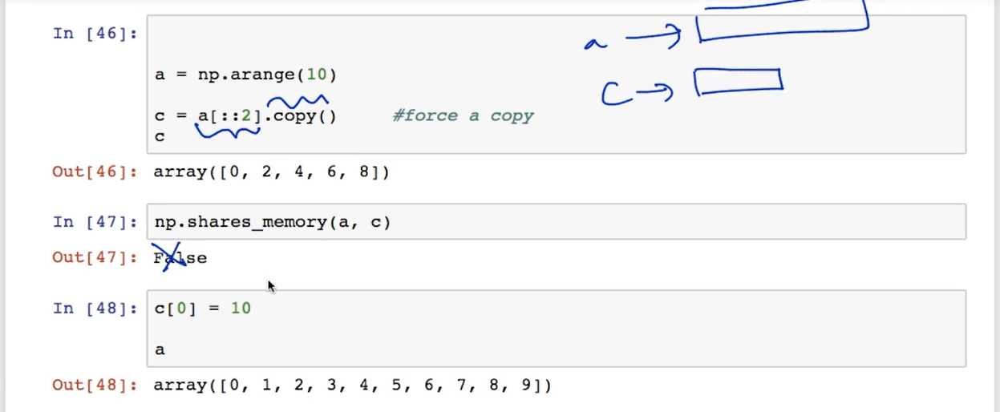 In [46]:
a →
a = np.arange(10)
C →
c = a[::2].copy() #force a copy
c
Out[46]: array([0, 2, 4, 6, 8])
In [47]: np.shares_memory(a, c)
Out[47]: False
In [48]: c[0] = 10
a
Out[48]: array([0, 1, 2, 3, 4, 5, 6, 7, 8, 9])